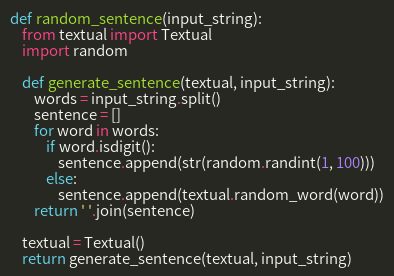 def random_sentence(input_string):
    from textual import Textual
    import random

    def generate_sentence(textual, input_string):
        words = input_string.split()
        sentence = []
        for word in words:
            if word.isdigit():
                sentence.append(str(random.randint(1, 100)))
            else:
                sentence.append(textual.random_word(word))
        return ' '.join(sentence)

    textual = Textual()
    return generate_sentence(textual, input_string)